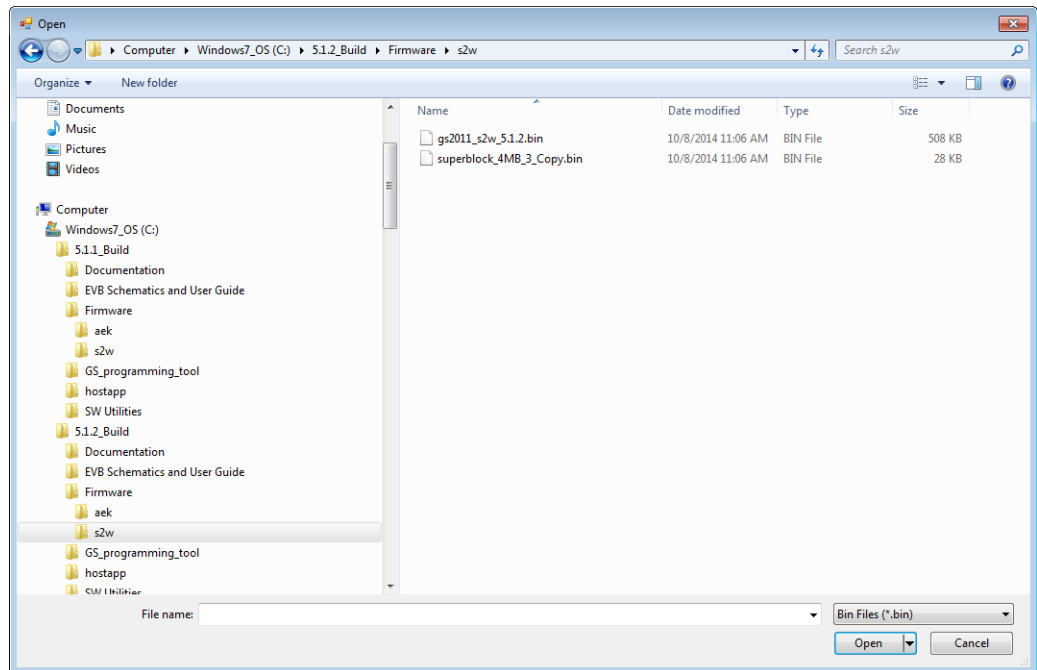 Open
Computer Windows7_OS (C:) 5.1.2_Build Firmware s2w
Search s2w
Organize New folder
Documents
Music
Pictures
Videos
Computer
Windows7_OS (C:)
5.1.1_Build
Documentation
EVB Schematics and User Guide
Firmware
aek
s2w
GS_programming_tool
hostapp
SW Utilities
5.1.2_Build
Documentation
EVB Schematics and User Guide
Firmware
aek
s2w
GS_programming_tool
hostapp
SW Utilities
Name Date modified Type Size
gs2011_s2w_5.1.2.bin 10/8/2014 11:06 AM BIN File 508 KB
superblock_4MB_3_Copy.bin 10/8/2014 11:06 AM BIN File 28 KB
File name: Bin Files (*.bin)
Open Cancel